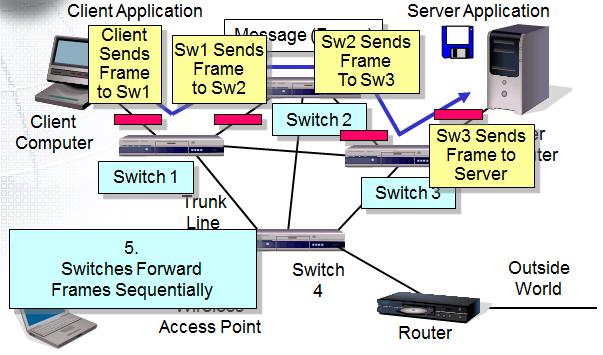 Client Application
Server Application
Message (
Client
Sends
Frame
to Sw1
Sw1 Sends
Frame
to Sw2
Sw2 Sends
Frame
To Sw3
Client
Computer
Switch 2
Sw3 Sends
Frame to
Server
Switch 1
Switch 3
Trunk
Line
5.
Switches Forward
Frames Sequentially
Switch
4
Outside
World
Access Point
Router